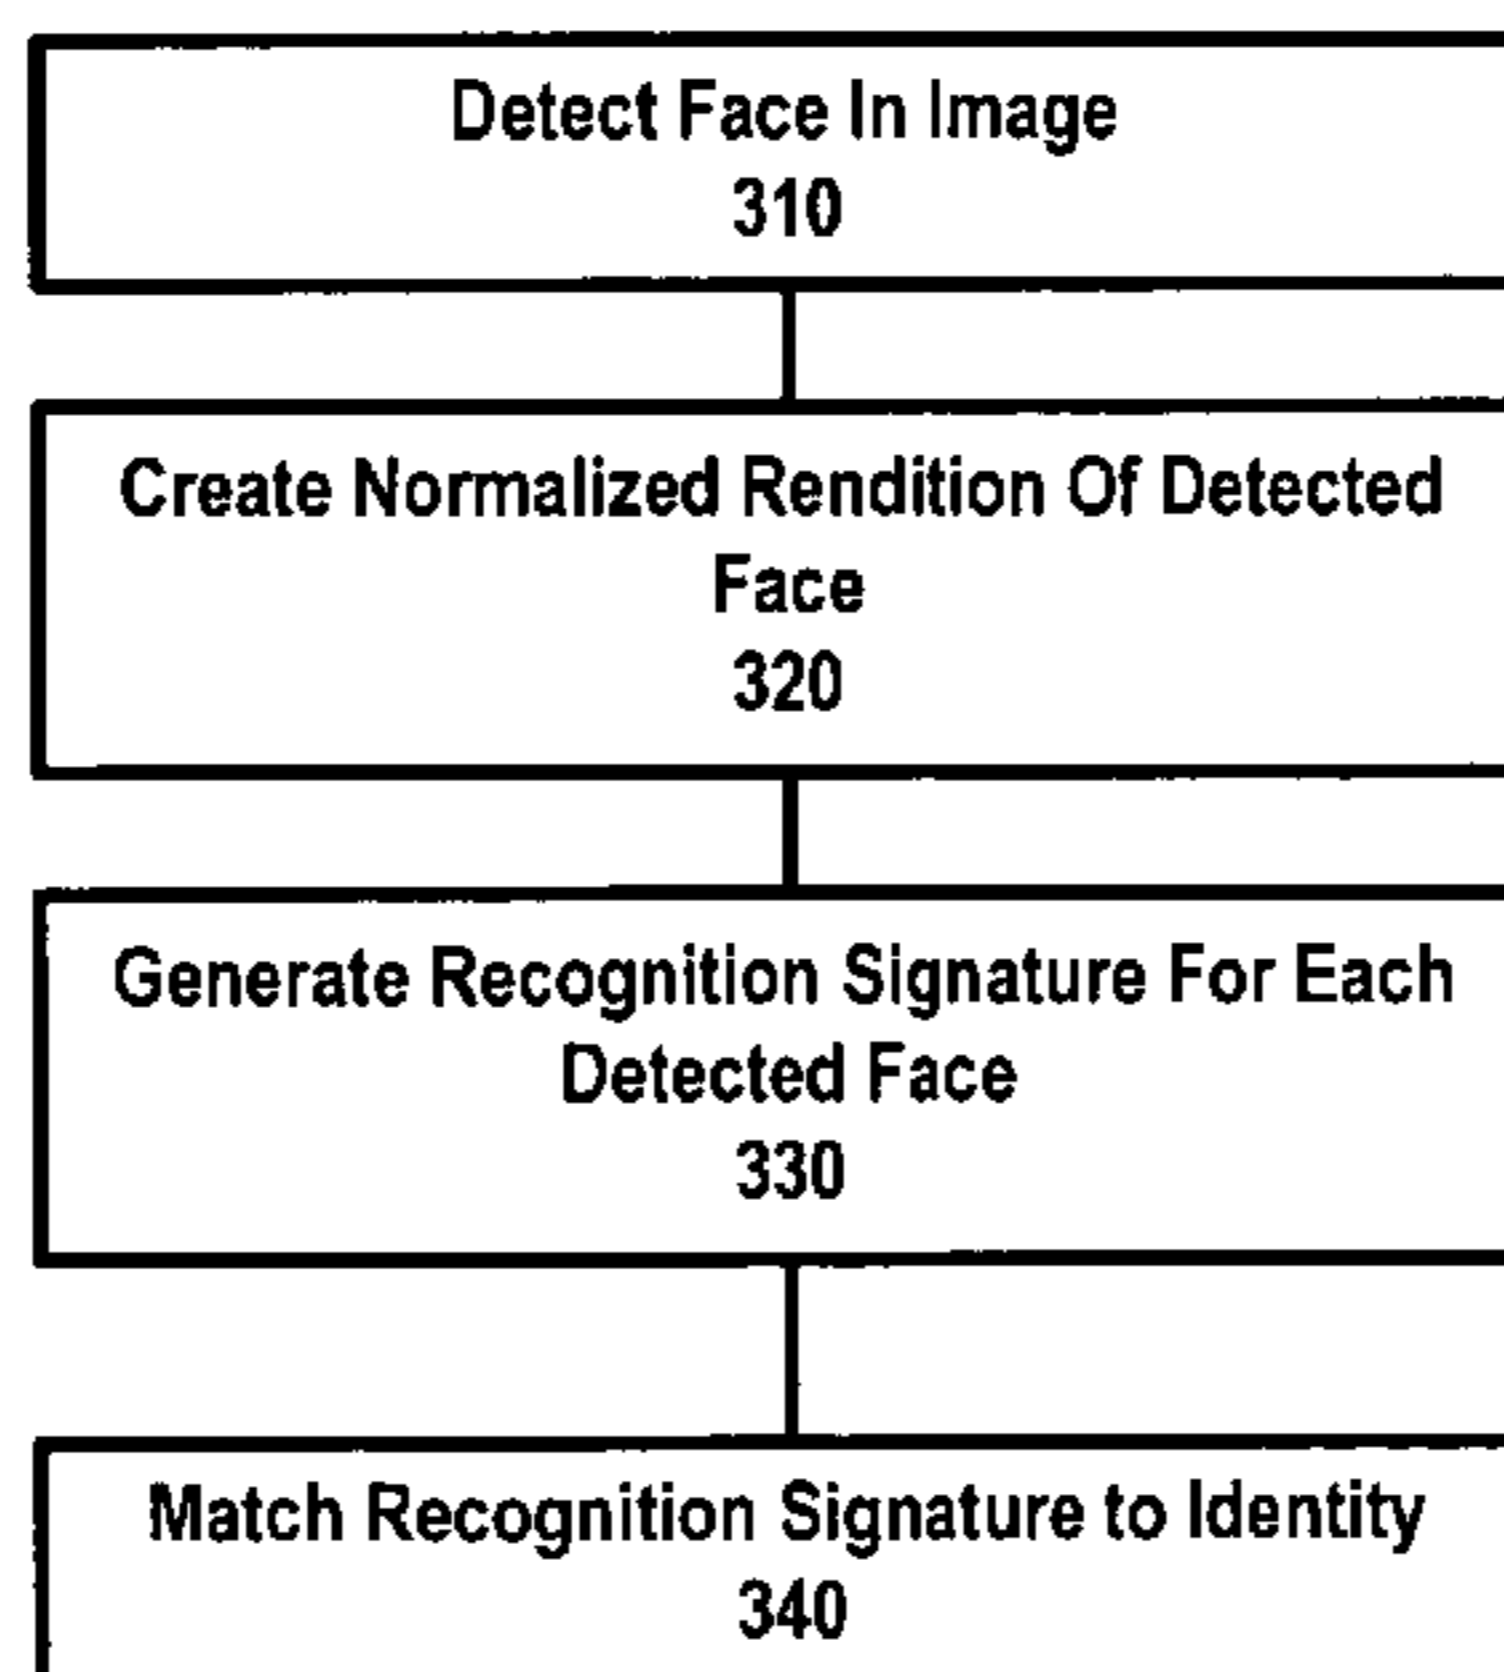 Detect Face In Image
310
Create Normalized Rendition Of Detected
Face
320
Generate Recognition Signature For Each
Detected Face
330
Match Recognition Signature to Identity
340